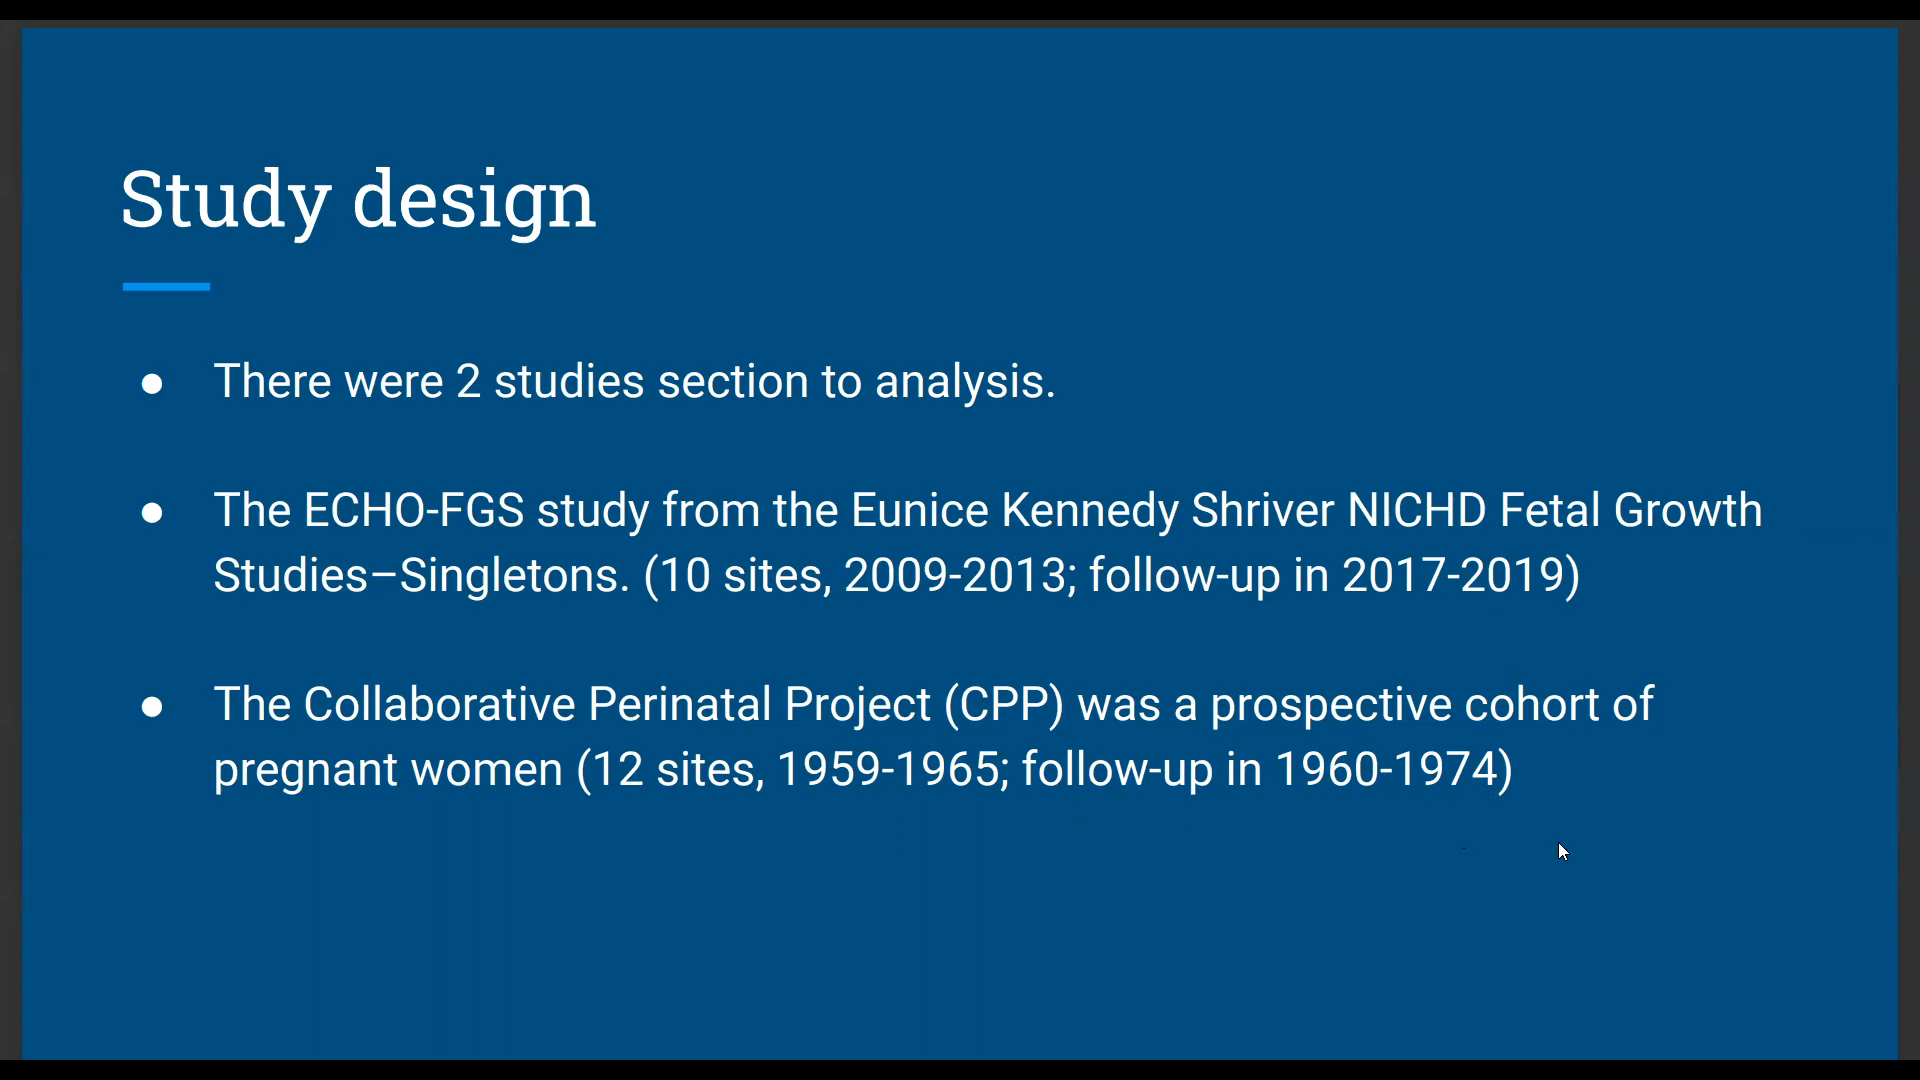 Study design
● There were 2 studies section to analysis.
● The ECHO-FGS study from the Eunice Kennedy Shriver NICHD Fetal Growth
Studies–Singletons. (10 sites, 2009-2013; follow-up in 2017-2019)
● The Collaborative Perinatal Project (CPP) was a prospective cohort of
pregnant women (12 sites, 1959-1965; follow-up in 1960-1974)